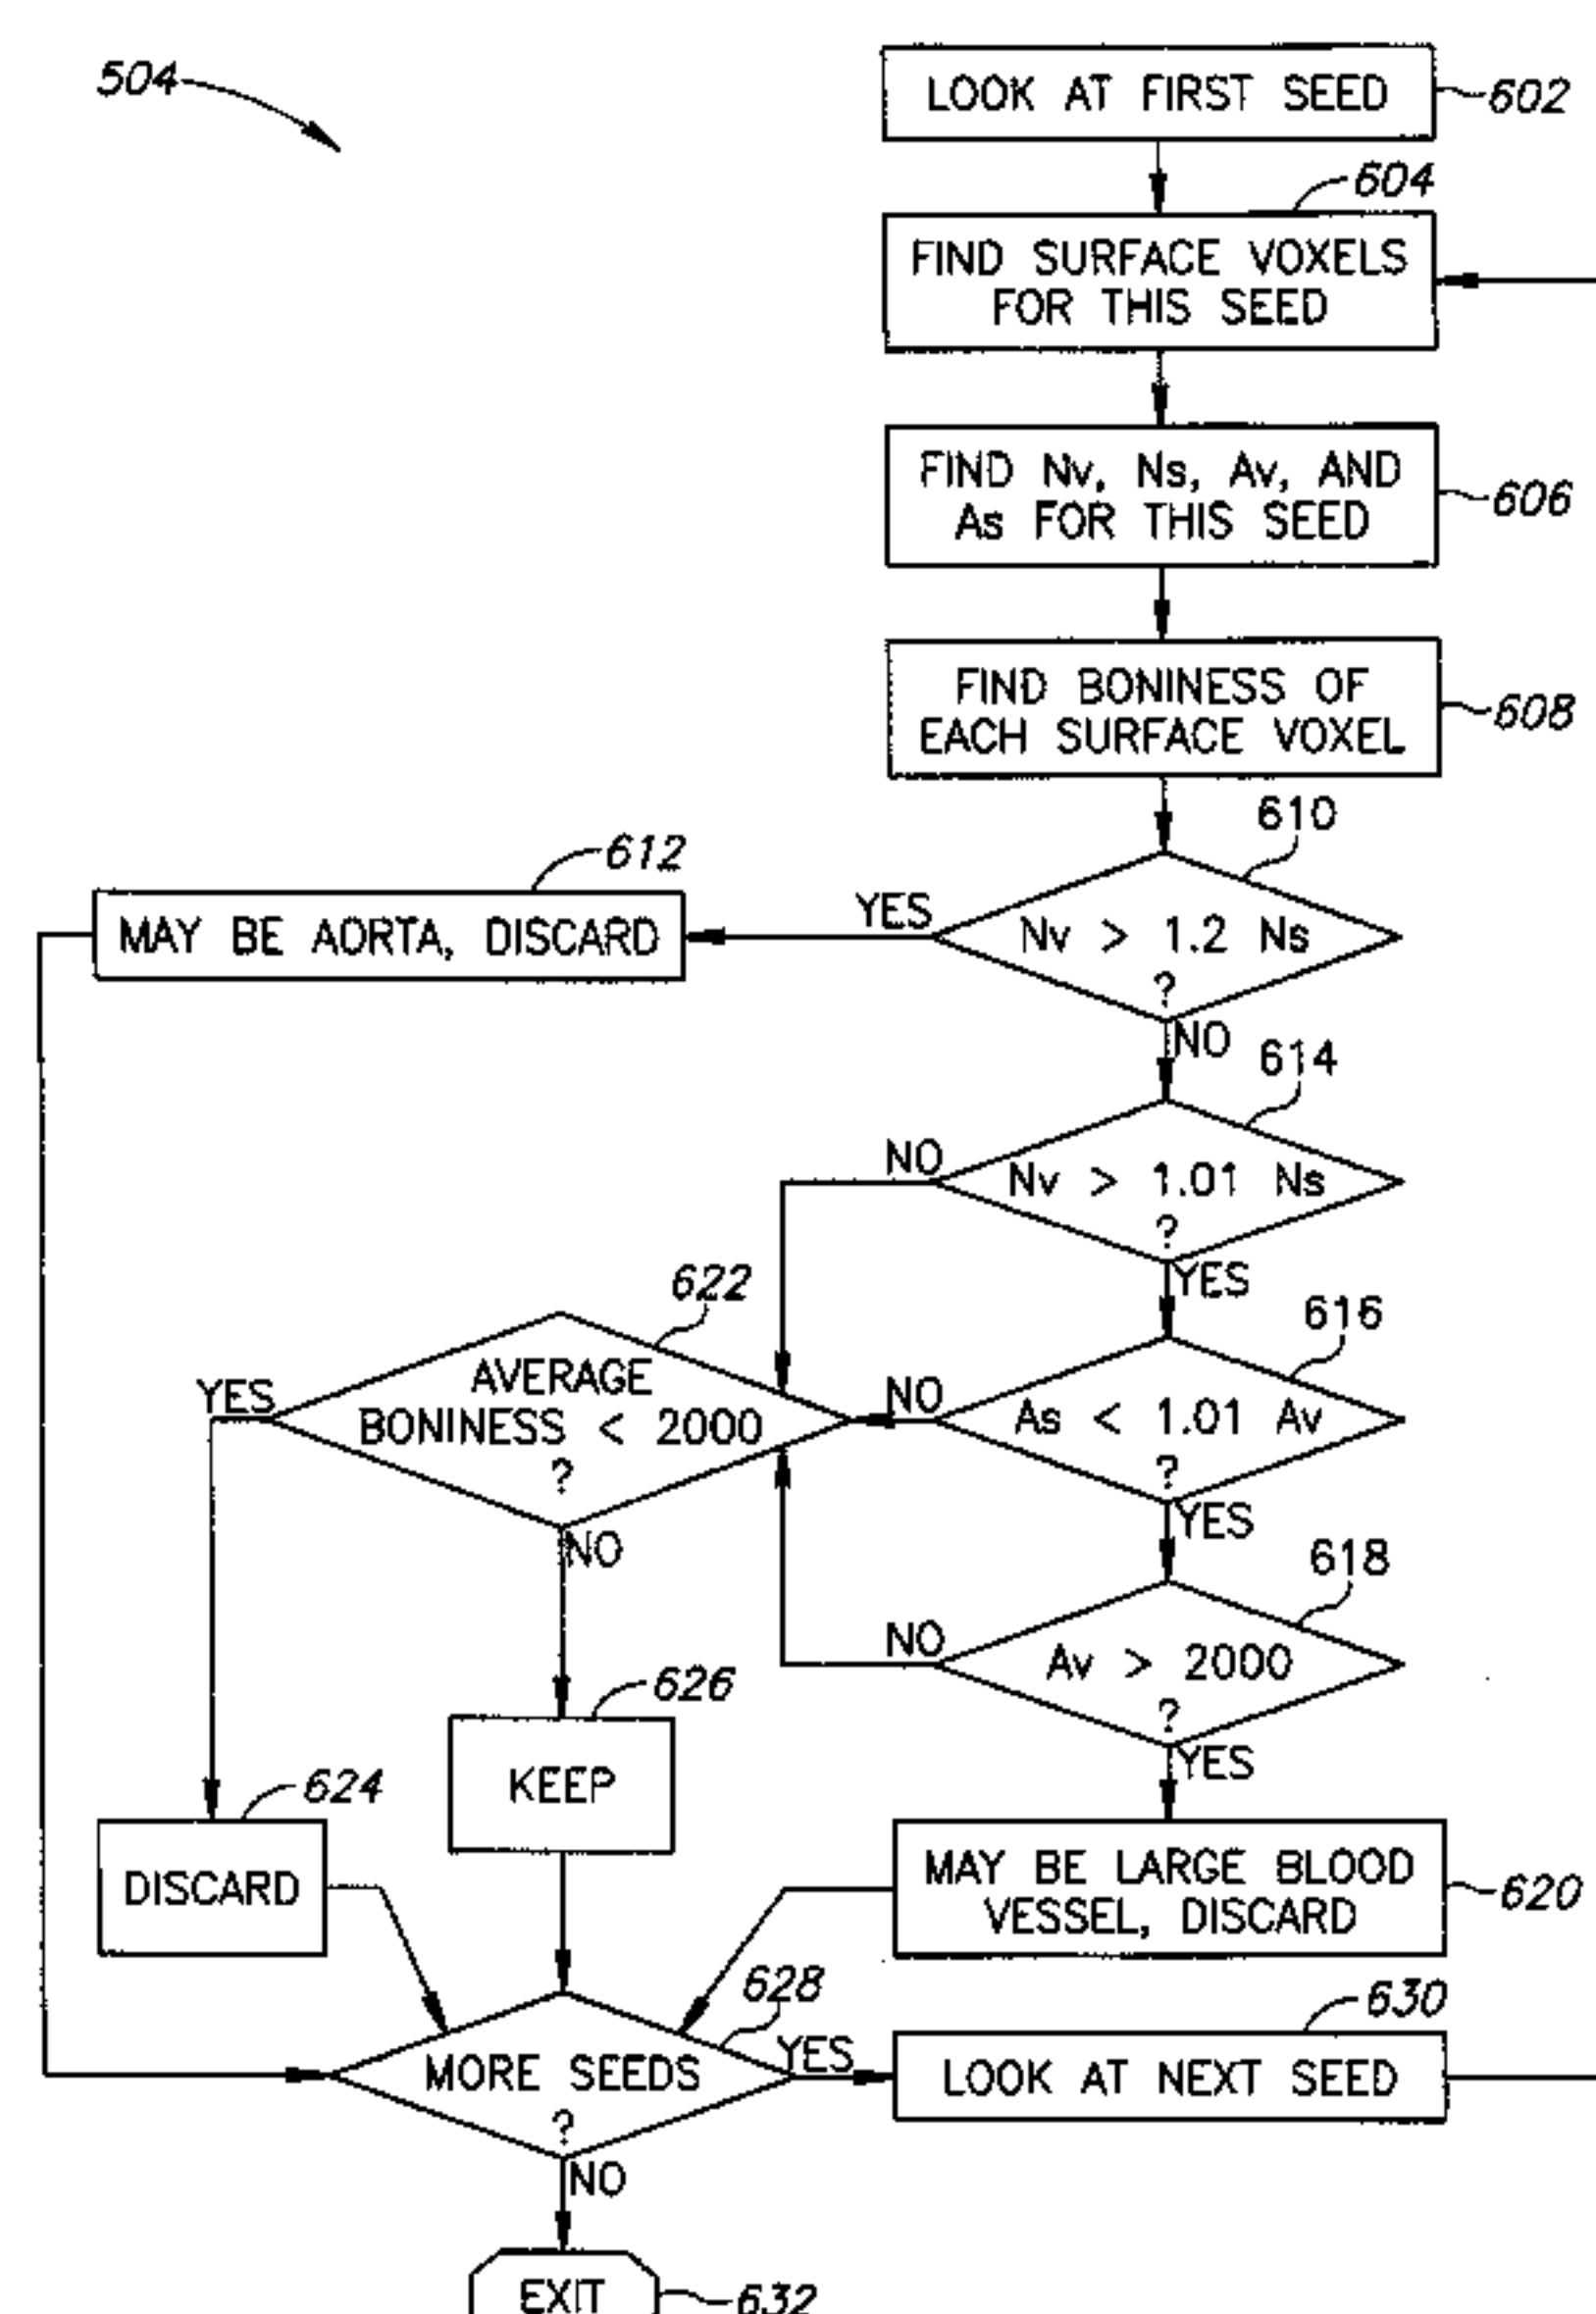 504
LOOK AT FIRST SEED
602
604
FIND SURFACE VOXELS
FOR THIS SEED
FIND Nv, Ns, Av, AND
As FOR THIS SEED
606
FIND BONINESS OF
EACH SURFACE VOXEL
608
610
612
MAY BE AORTA, DISCARD
YES
Nv > 1.2 Ns
?
NO
614
NO
Nv > 1.01 Ns
?
YES
622
616
AVERAGE
BONINESS < 2000
?
YES
NO
NO
As < 1.01 Av
?
YES
618
NO
Av > 2000
?
YES
626
KEEP
624
DISCARD
MAY BE LARGE BLOOD
VESSEL, DISCARD
620
628
MORE SEEDS
?
YES
630
LOOK AT NEXT SEED
NO
EXIT
632